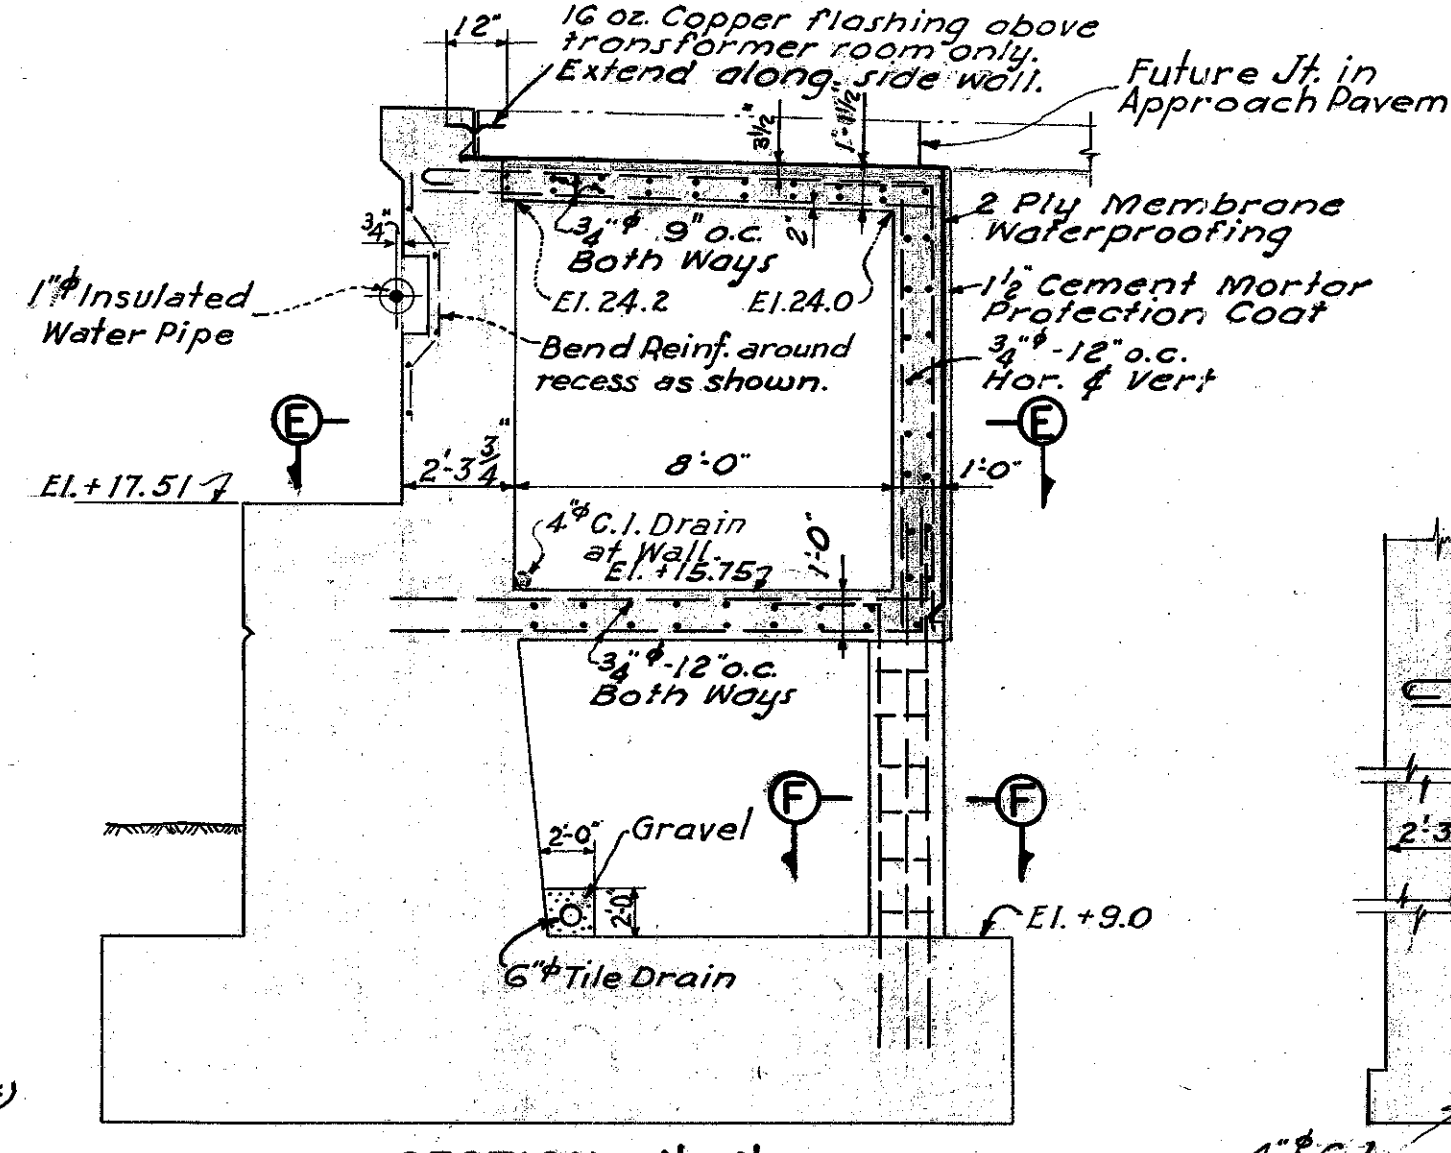 12"
16 oz. Copper flashing above
transformer room only.
Extend along side wall.
Future Jt. in
Approach Pavem
3½"
1'-1½"
2 Ply Membrane
Waterproofing
3/4"
3/4"ϕ 9" o.c.
Both Ways
2"
1"ϕ Insulated
Water Pipe
El. 24.2
El. 24.0
1½" Cement Mortar
Protection Coat
Bend Reinf. around
recess as shown.
3/4"ϕ-12" o.c.
Hor. & Vert
E
E
2'-3 3/4"
8'-0"
1'-0"
El. + 17.51
4"ϕ C.I. Drain
at Wall.
El. +15.75
1'-0"
3/4"ϕ-12" o.c.
Both Ways
F
F
2'-0"
Gravel
2'-0"
2'-3
El. +9.0
6"ϕ Tile Drain